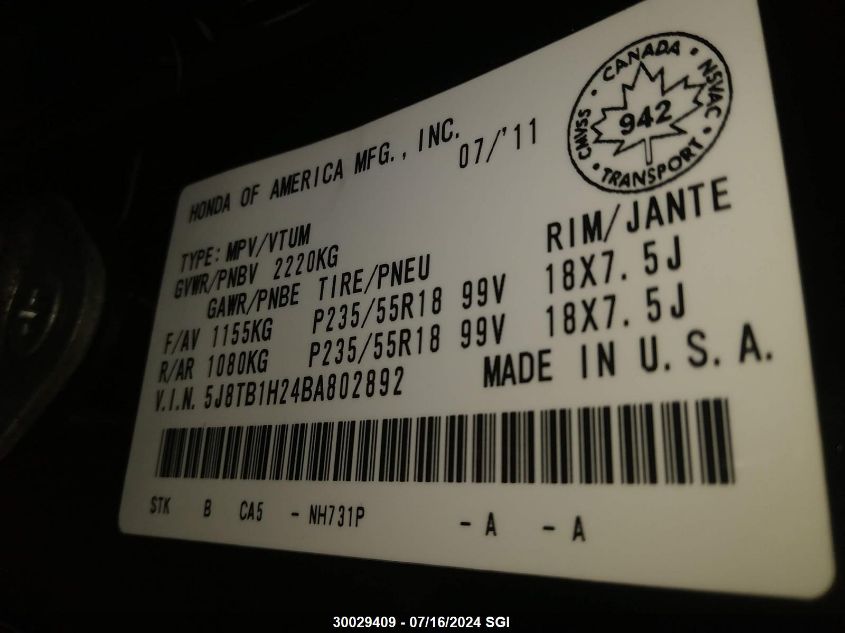 HONDA OF AMERICA MFG., INC.
07/'11
CANADA
CMVSS
942
NSVAC
TRANSPORT
TYPE: MPV/VTUM
GVWR/PNBV 2220KG
GAWR/PNBE TIRE/PNEU RIM/JANTE
F/AV 1155KG P235/55R18 99V 18X7.5J
R/AR 1080KG P235/55R18 99V 18X7.5J
V.I.N. 5J8TB1H24BA802892 MADE IN U.S.A.
STK B CA5 - NH731P - A - A
30029409 - 07/16/2024 SGI